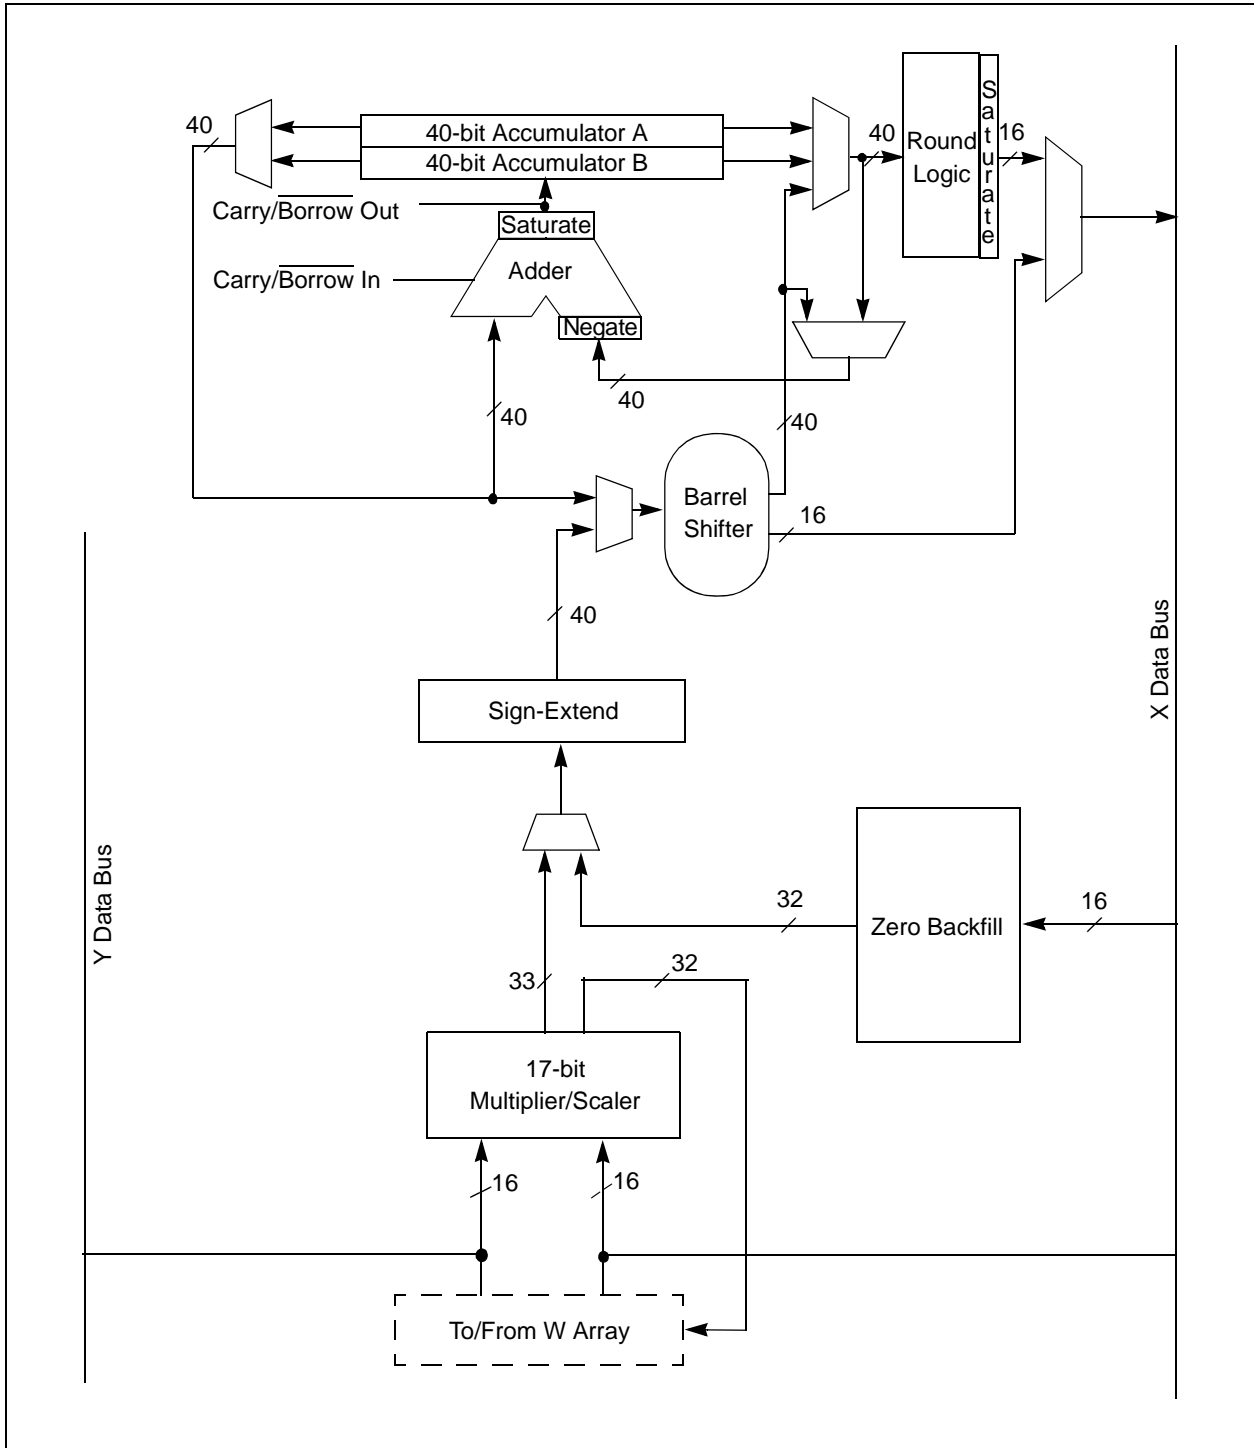 40
40-bit Accumulator A
40-bit Accumulator B
40
Round
Logic
Saturate
16
Carry/Borrow Out
Saturate
Carry/Borrow In
Adder
Negate
40
40
40
Barrel
Shifter
16
40
Sign-Extend
X Data Bus
Y Data Bus
32
Zero Backfill
16
33
32
17-bit
Multiplier/Scaler
16
16
To/From W Array